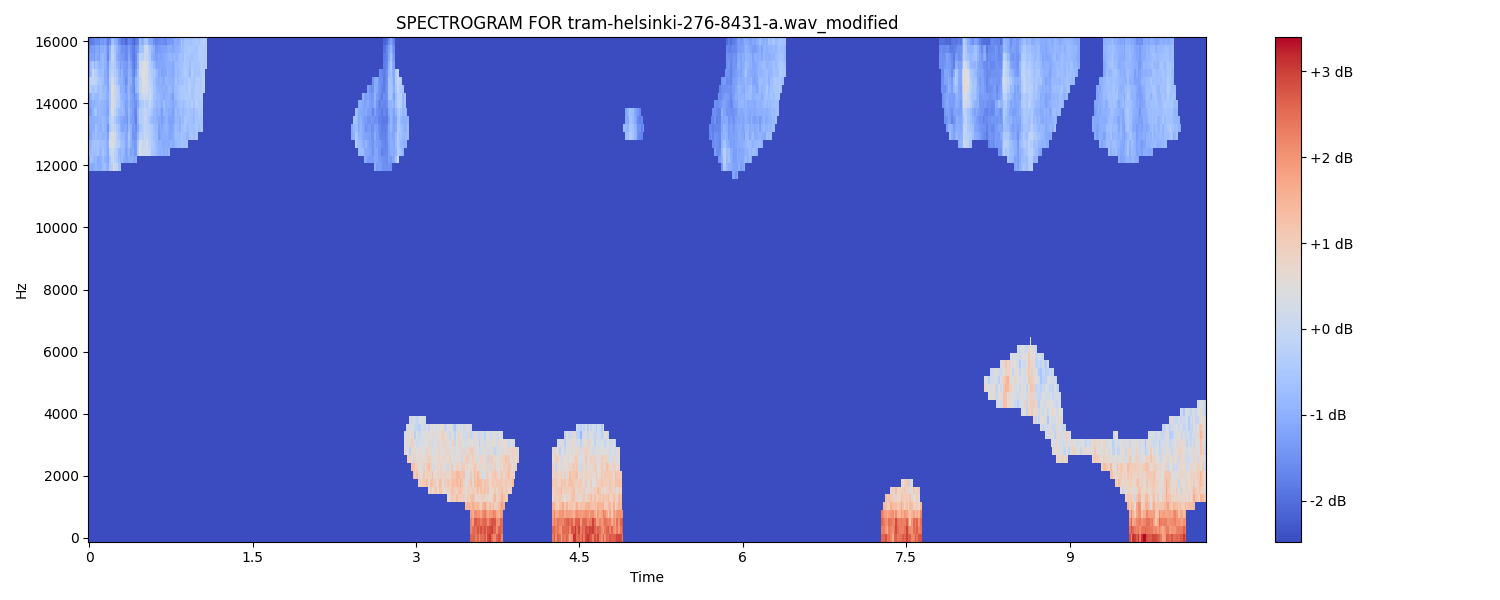 SPECTROGRAM FOR tram-helsinki-276-8431-a.wav_modified
16000
14000
12000
10000
8000
6000
4000
2000
0
Hz
0 1.5 3 4.5 6 7.5 9
Time
+3 dB
+2 dB
+1 dB
+0 dB
-1 dB
-2 dB